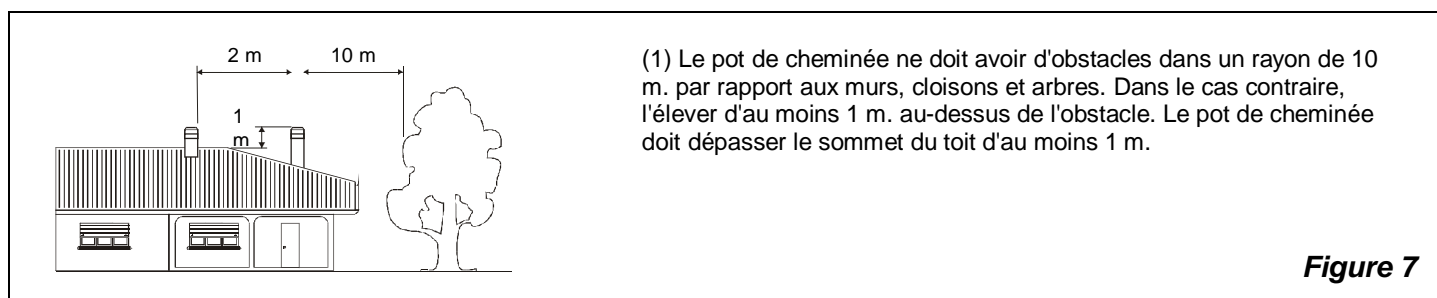 2 m
10 m
1
m
(1) Le pot de cheminée ne doit avoir d'obstacles dans un rayon de 10
m. par rapport aux murs, cloisons et arbres. Dans le cas contraire,
l'élever d'au moins 1 m. au-dessus de l'obstacle. Le pot de cheminée
doit dépasser le sommet du toit d'au moins 1 m.
Figure 7